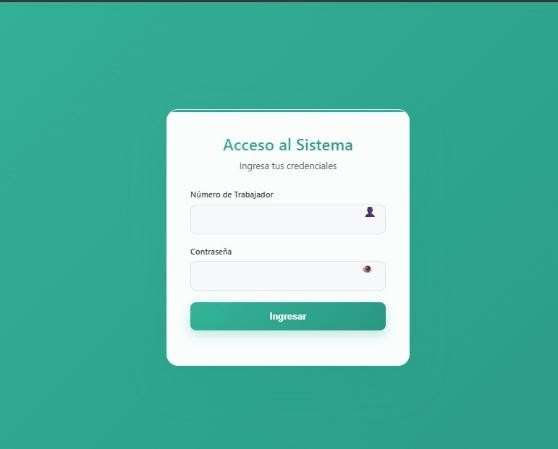 Acceso al Sistema
Ingresa tus credenciales
Número de Trabajador
Contraseña
Ingresar